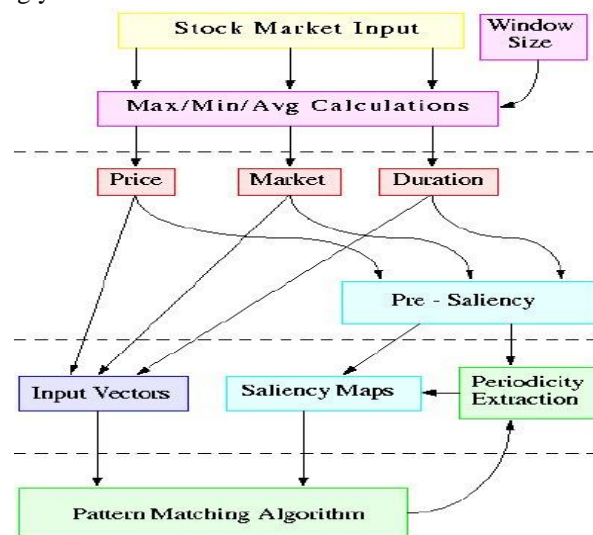 Stock Market Input
Window
Size
Max/Min/Avg Calculations
Price
Market
Duration
Pre - Saliency
Input Vectors
Saliency Maps
Periodicity
Extraction
Pattern Matching Algorithm